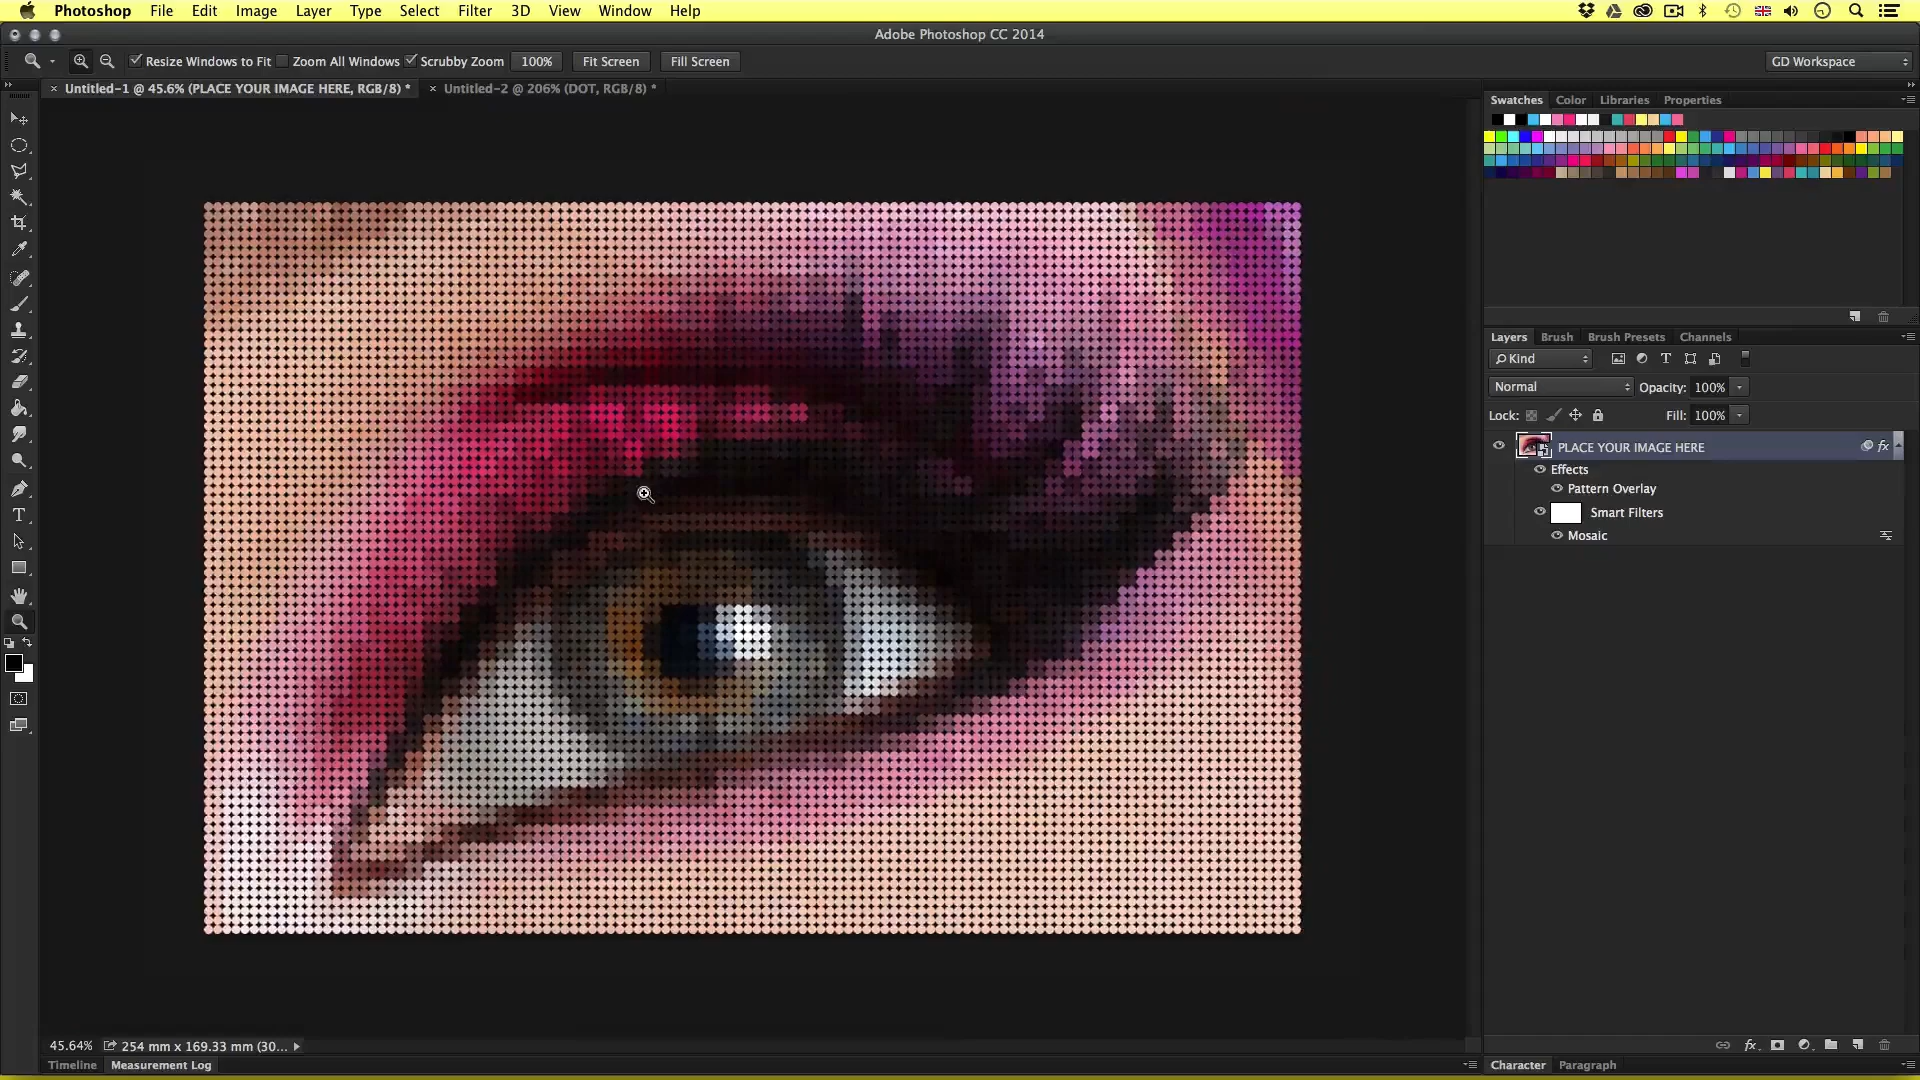 Photoshop File Edit Image Layer Type Select Filter 3D View Window Help
Adobe Photoshop CC 2014
Resize Windows to Fit Zoom All Windows Scrubby Zoom 100% Fit Screen Fill Screen GD Workspace
× Untitled-1 @ 45.6% (PLACE YOUR IMAGE HERE, RGB/8) * × Untitled-2 @ 206% (DOT, RGB/8) *
Swatches Color Libraries Properties
Layers Brush Brush Presets Channels
Kind
Normal Opacity: 100%
Lock: Fill: 100%
PLACE YOUR IMAGE HERE fx
Effects
Pattern Overlay
Smart Filters
Mosaic
45.64% 254 mm x 169.33 mm (30...
fx
Timeline Measurement Log
Character Paragraph